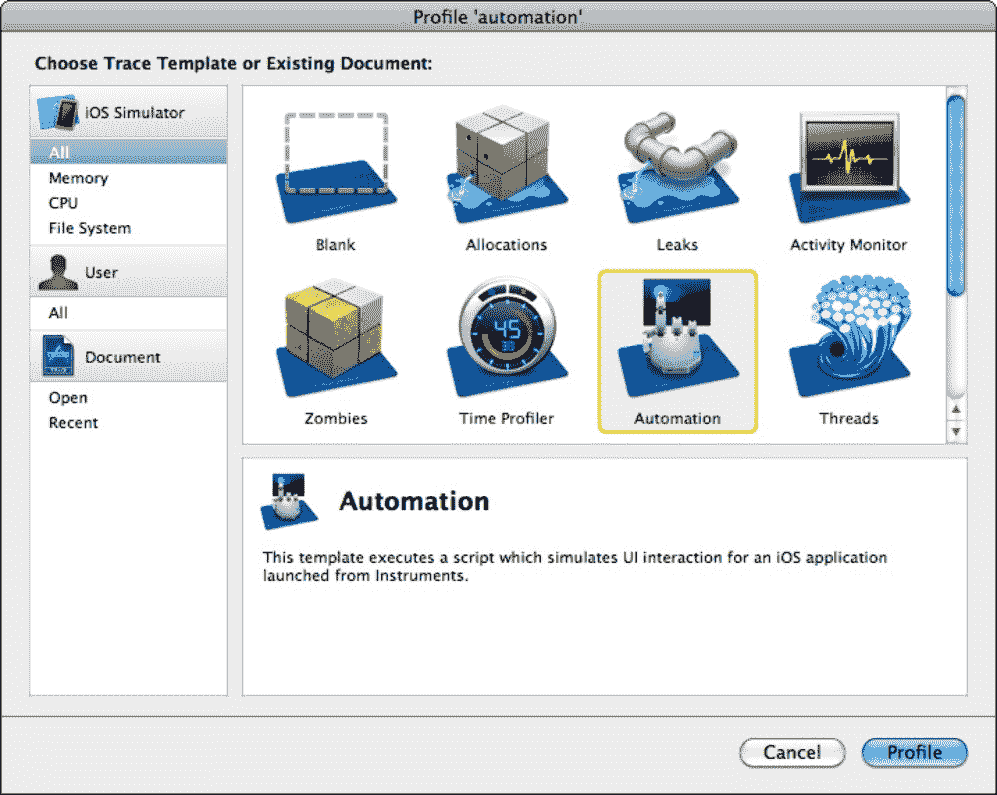 Profile 'automation'
Choose Trace Template or Existing Document:
iOS Simulator
All
Memory
CPU
File System
User
All
Document
Open
Recent
Blank
Allocations
Leaks
Activity Monitor
45
Zombies
Time Profiler
Automation
Threads
Automation
This template executes a script which simulates UI interaction for an iOS application
launched from Instruments.
Cancel
Profile